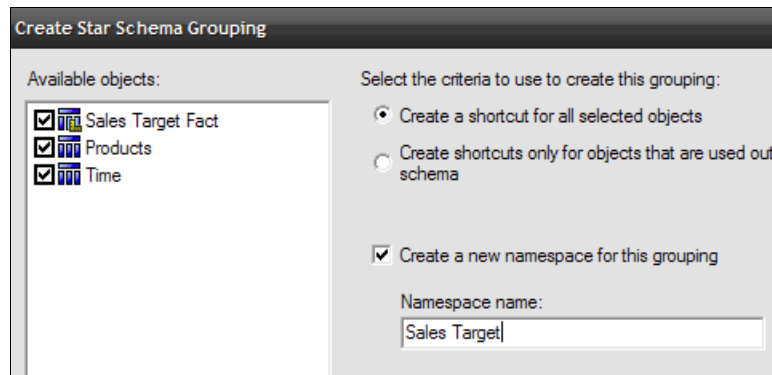 Create Star Schema Grouping
Available objects:
Sales Target Fact
Products
Time
Select the criteria to use to create this grouping:
Create a shortcut for all selected objects
Create shortcuts only for objects that are used out
schema
Create a new namespace for this grouping
Namespace name:
Sales Target